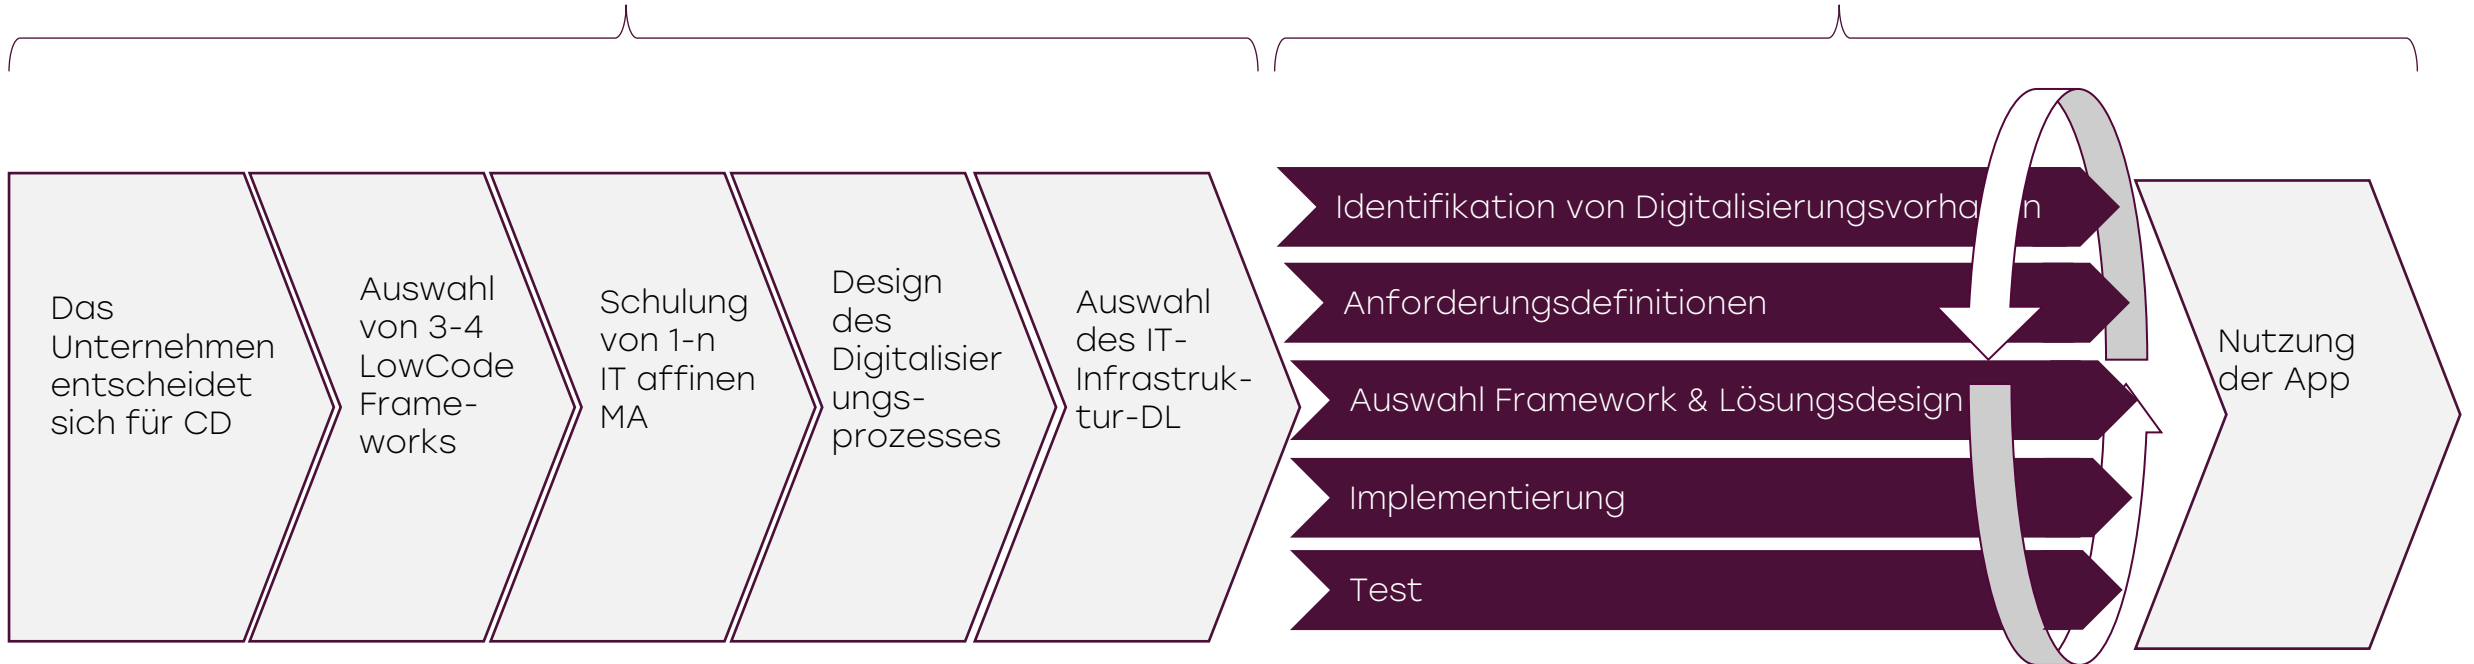 Das
Unternehmen
entscheidet
sich für CD
Auswahl
von 3-4
LowCode
Frame-
works
Schulung
von 1-n
IT affinen
MA
Design
des
Digitalisier
ungs-
prozesses
Auswahl
des IT-
Infrastruk-
tur-DL
Identifikation von
Anforderungsdefinitionen
Auswahl Framework & Lösungsdesign
Implementierung
Test
Nutzung
der App